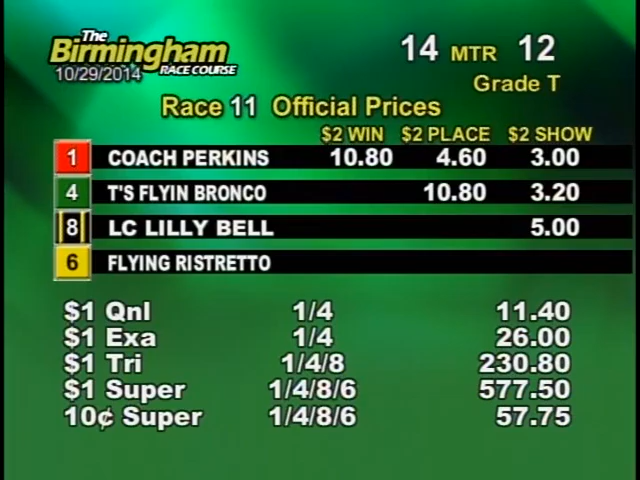 The
Birmingham
RACE COURSE
10/29/2014
14 MTR 12
Grade T
Race 11 Official Prices
$2 WIN $2 PLACE $2 SHOW
1 COACH PERKINS 10.80 4.60 3.00
4 T'S FLYIN BRONCO 10.80 3.20
8 LC LILLY BELL 5.00
6 FLYING RISTRETTO
$1 Qnl 1/4 11.40
$1 Exa 1/4 26.00
$1 Tri 1/4/8 230.80
$1 Super 1/4/8/6 577.50
10¢ Super 1/4/8/6 57.75